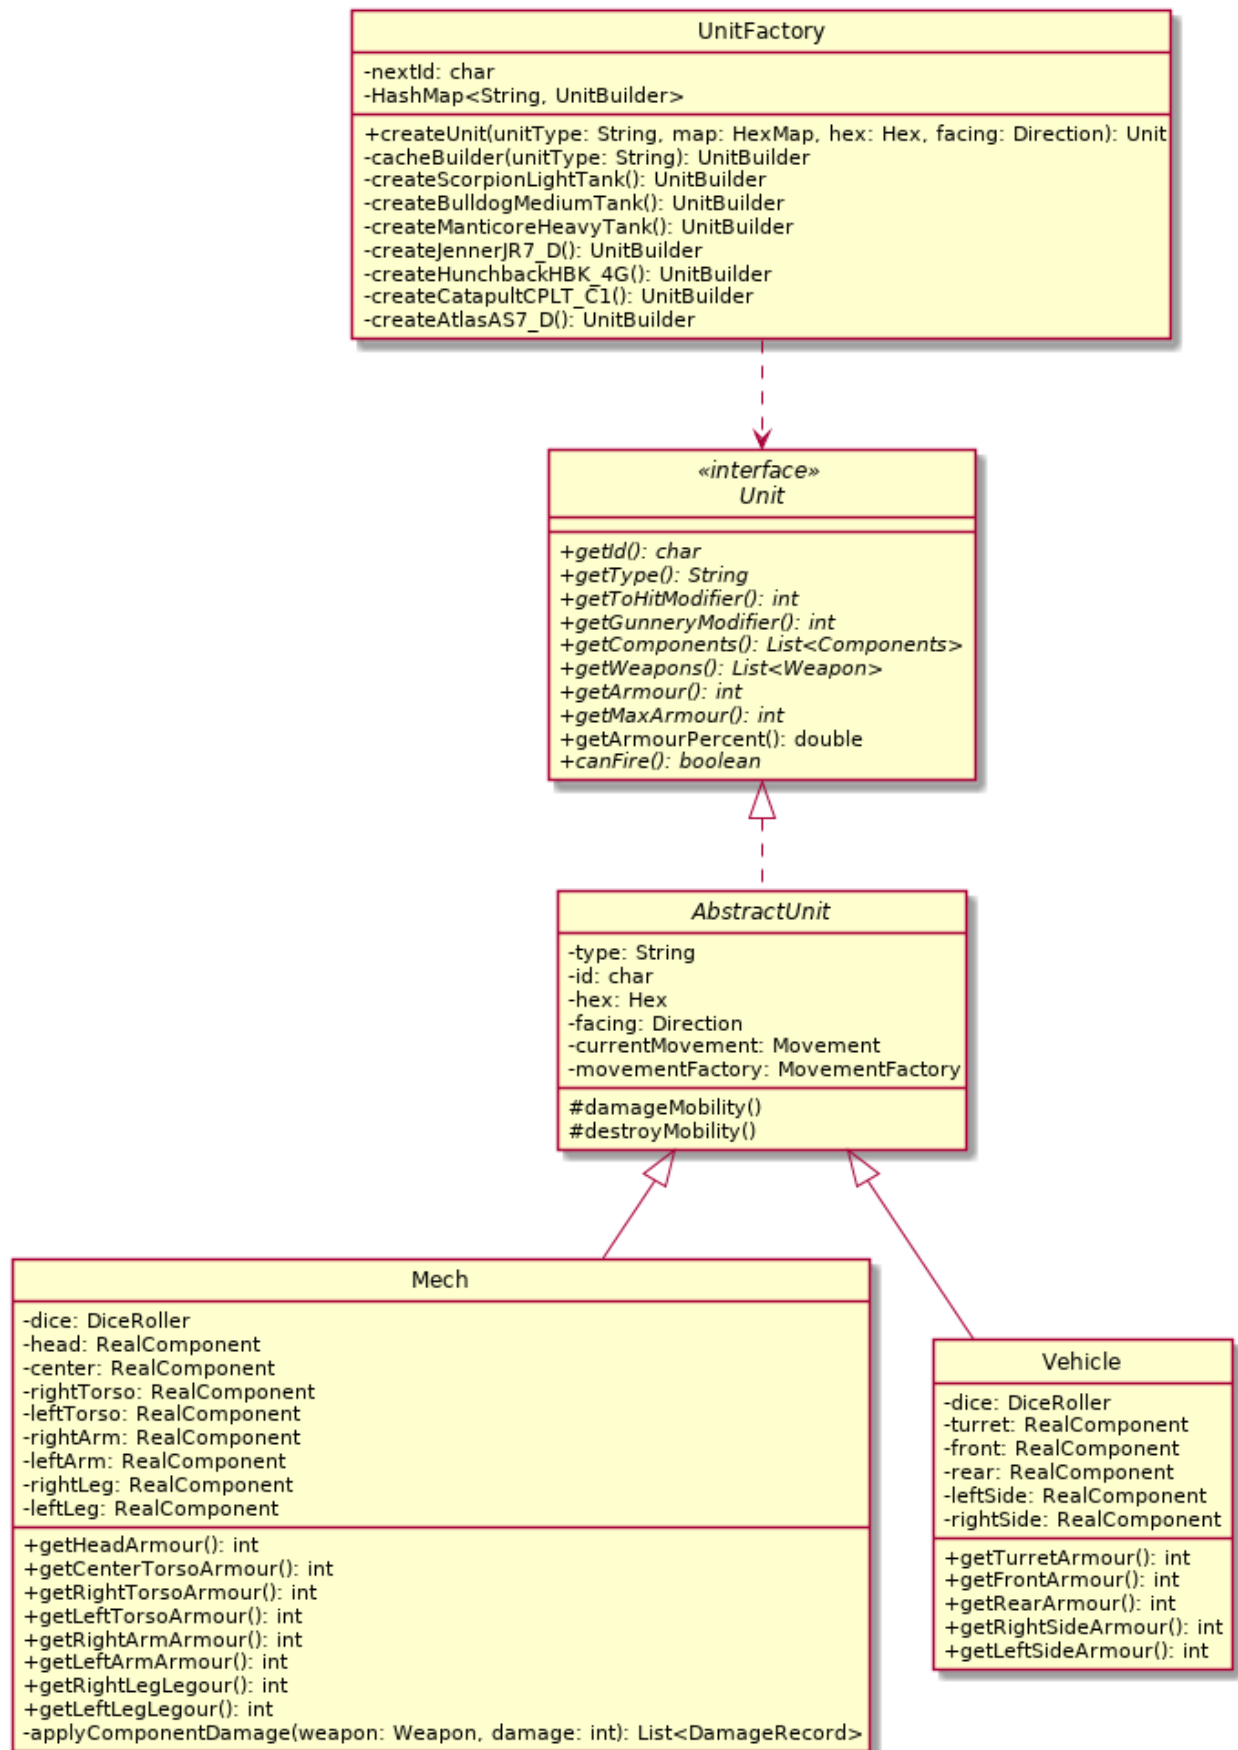 UnitFactory
-nextId: char
-HashMap<String, UnitBuilder>
+createUnit(unitType: String, map: HexMap, hex: Hex, facing: Direction): Unit
-cacheBuilder(unitType: String): UnitBuilder
-createScorpionLightTank(): UnitBuilder
-createBulldogMediumTank(): UnitBuilder
-createManticoreHeavyTank(): UnitBuilder
-createJennerJR7_D(): UnitBuilder
-createHunchbackHBK_4G(): UnitBuilder
-createCatapultCPLT_C1(): UnitBuilder
-createAtlasAS7_D(): UnitBuilder
«interface»
Unit
+getId(): char
+getType(): String
+getToHitModifier(): int
+getGunneryModifier(): int
+getComponents(): List<Components>
+getWeapons(): List<Weapon>
+getArmour(): int
+getMaxArmour(): int
+getArmourPercent(): double
+canFire(): boolean
AbstractUnit
-type: String
-id: char
-hex: Hex
-facing: Direction
-currentMovement: Movement
-movementFactory: MovementFactory
#damageMobility()
#destroyMobility()
Mech
-dice: DiceRoller
-head: RealComponent
-center: RealComponent
-rightTorso: RealComponent
-leftTorso: RealComponent
-rightArm: RealComponent
-leftArm: RealComponent
-rightLeg: RealComponent
-leftLeg: RealComponent
+getHeadArmour(): int
+getCenterTorsoArmour(): int
+getRightTorsoArmour(): int
+getLeftTorsoArmour(): int
+getRightArmArmour(): int
+getLeftArmArmour(): int
+getRightLegLegour(): int
+getLeftLegLegour(): int
-applyComponentDamage(weapon: Weapon, damage: int): List<DamageRecord>
Vehicle
-dice: DiceRoller
-turret: RealComponent
-front: RealComponent
-rear: RealComponent
-leftSide: RealComponent
-rightSide: RealComponent
+getTurretArmour(): int
+getFrontArmour(): int
+getRearArmour(): int
+getRightSideArmour(): int
+getLeftSideArmour(): int